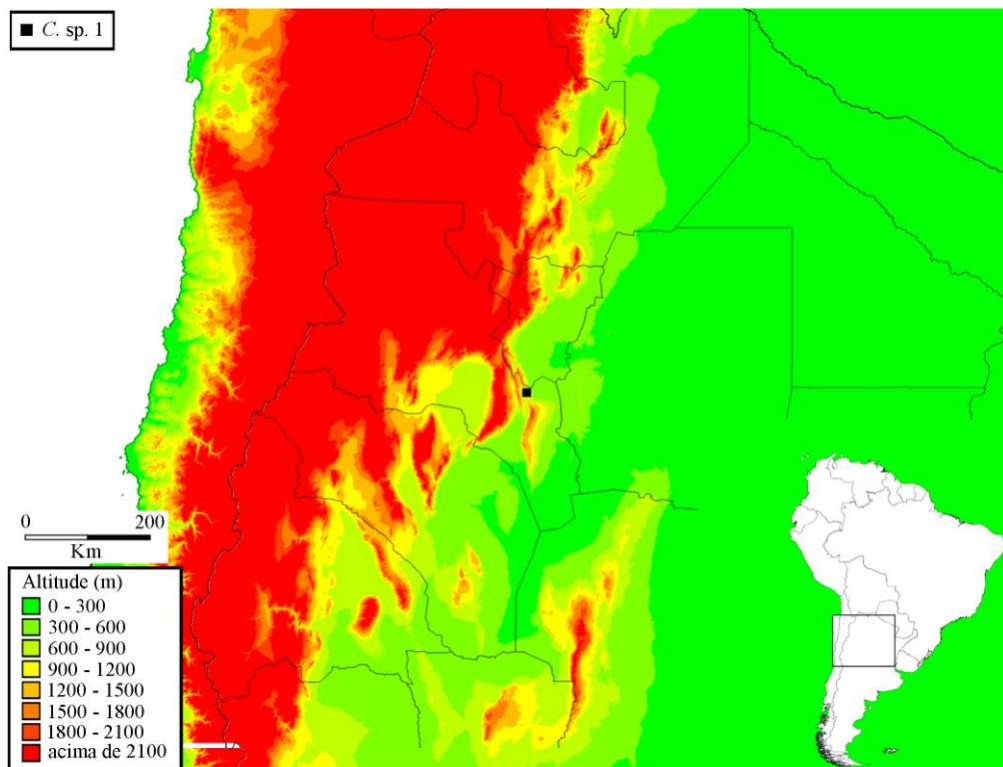 C. sp. 1
0 200
Km
Altitude (m)
0 - 300
300 - 600
600 - 900
900 - 1200
1200 - 1500
1500 - 1800
1800 - 2100
acima de 2100